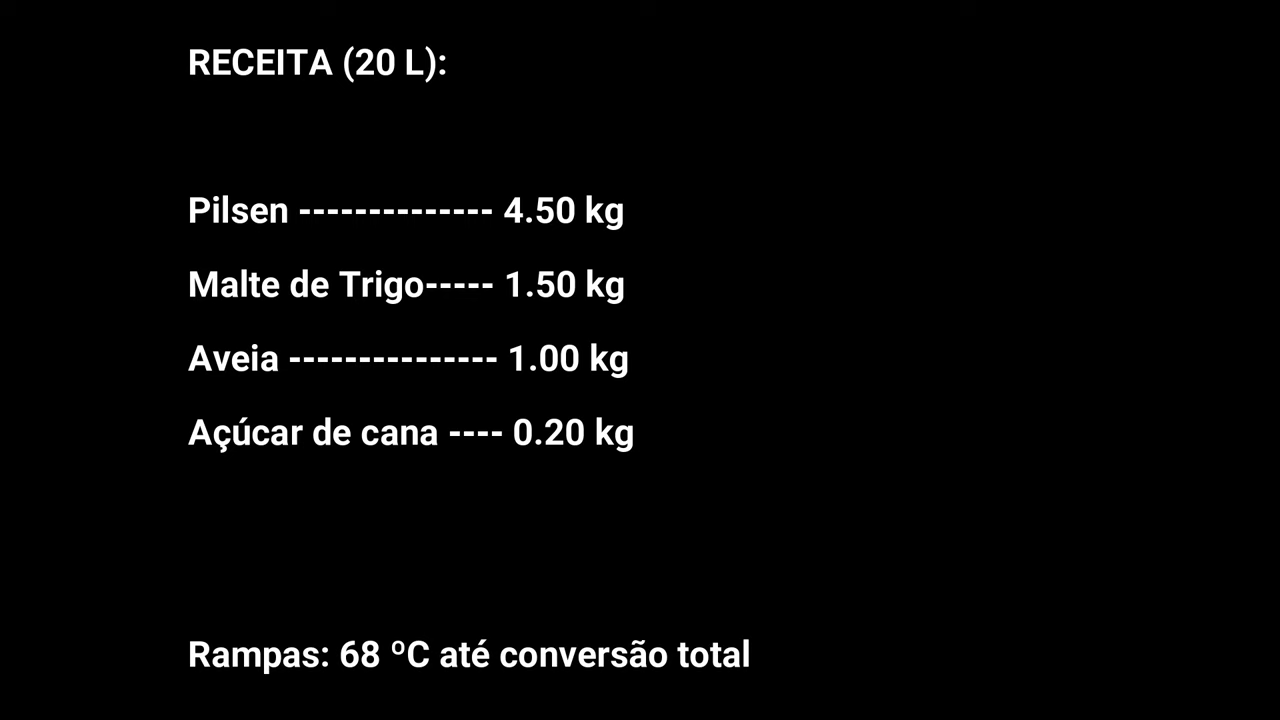 RECEITA (20 L):
Pilsen -------------- 4.50 kg
Malte de Trigo----- 1.50 kg
Aveia --------------- 1.00 kg
Açúcar de cana ---- 0.20 kg
Rampas: 68 ºC até conversão total